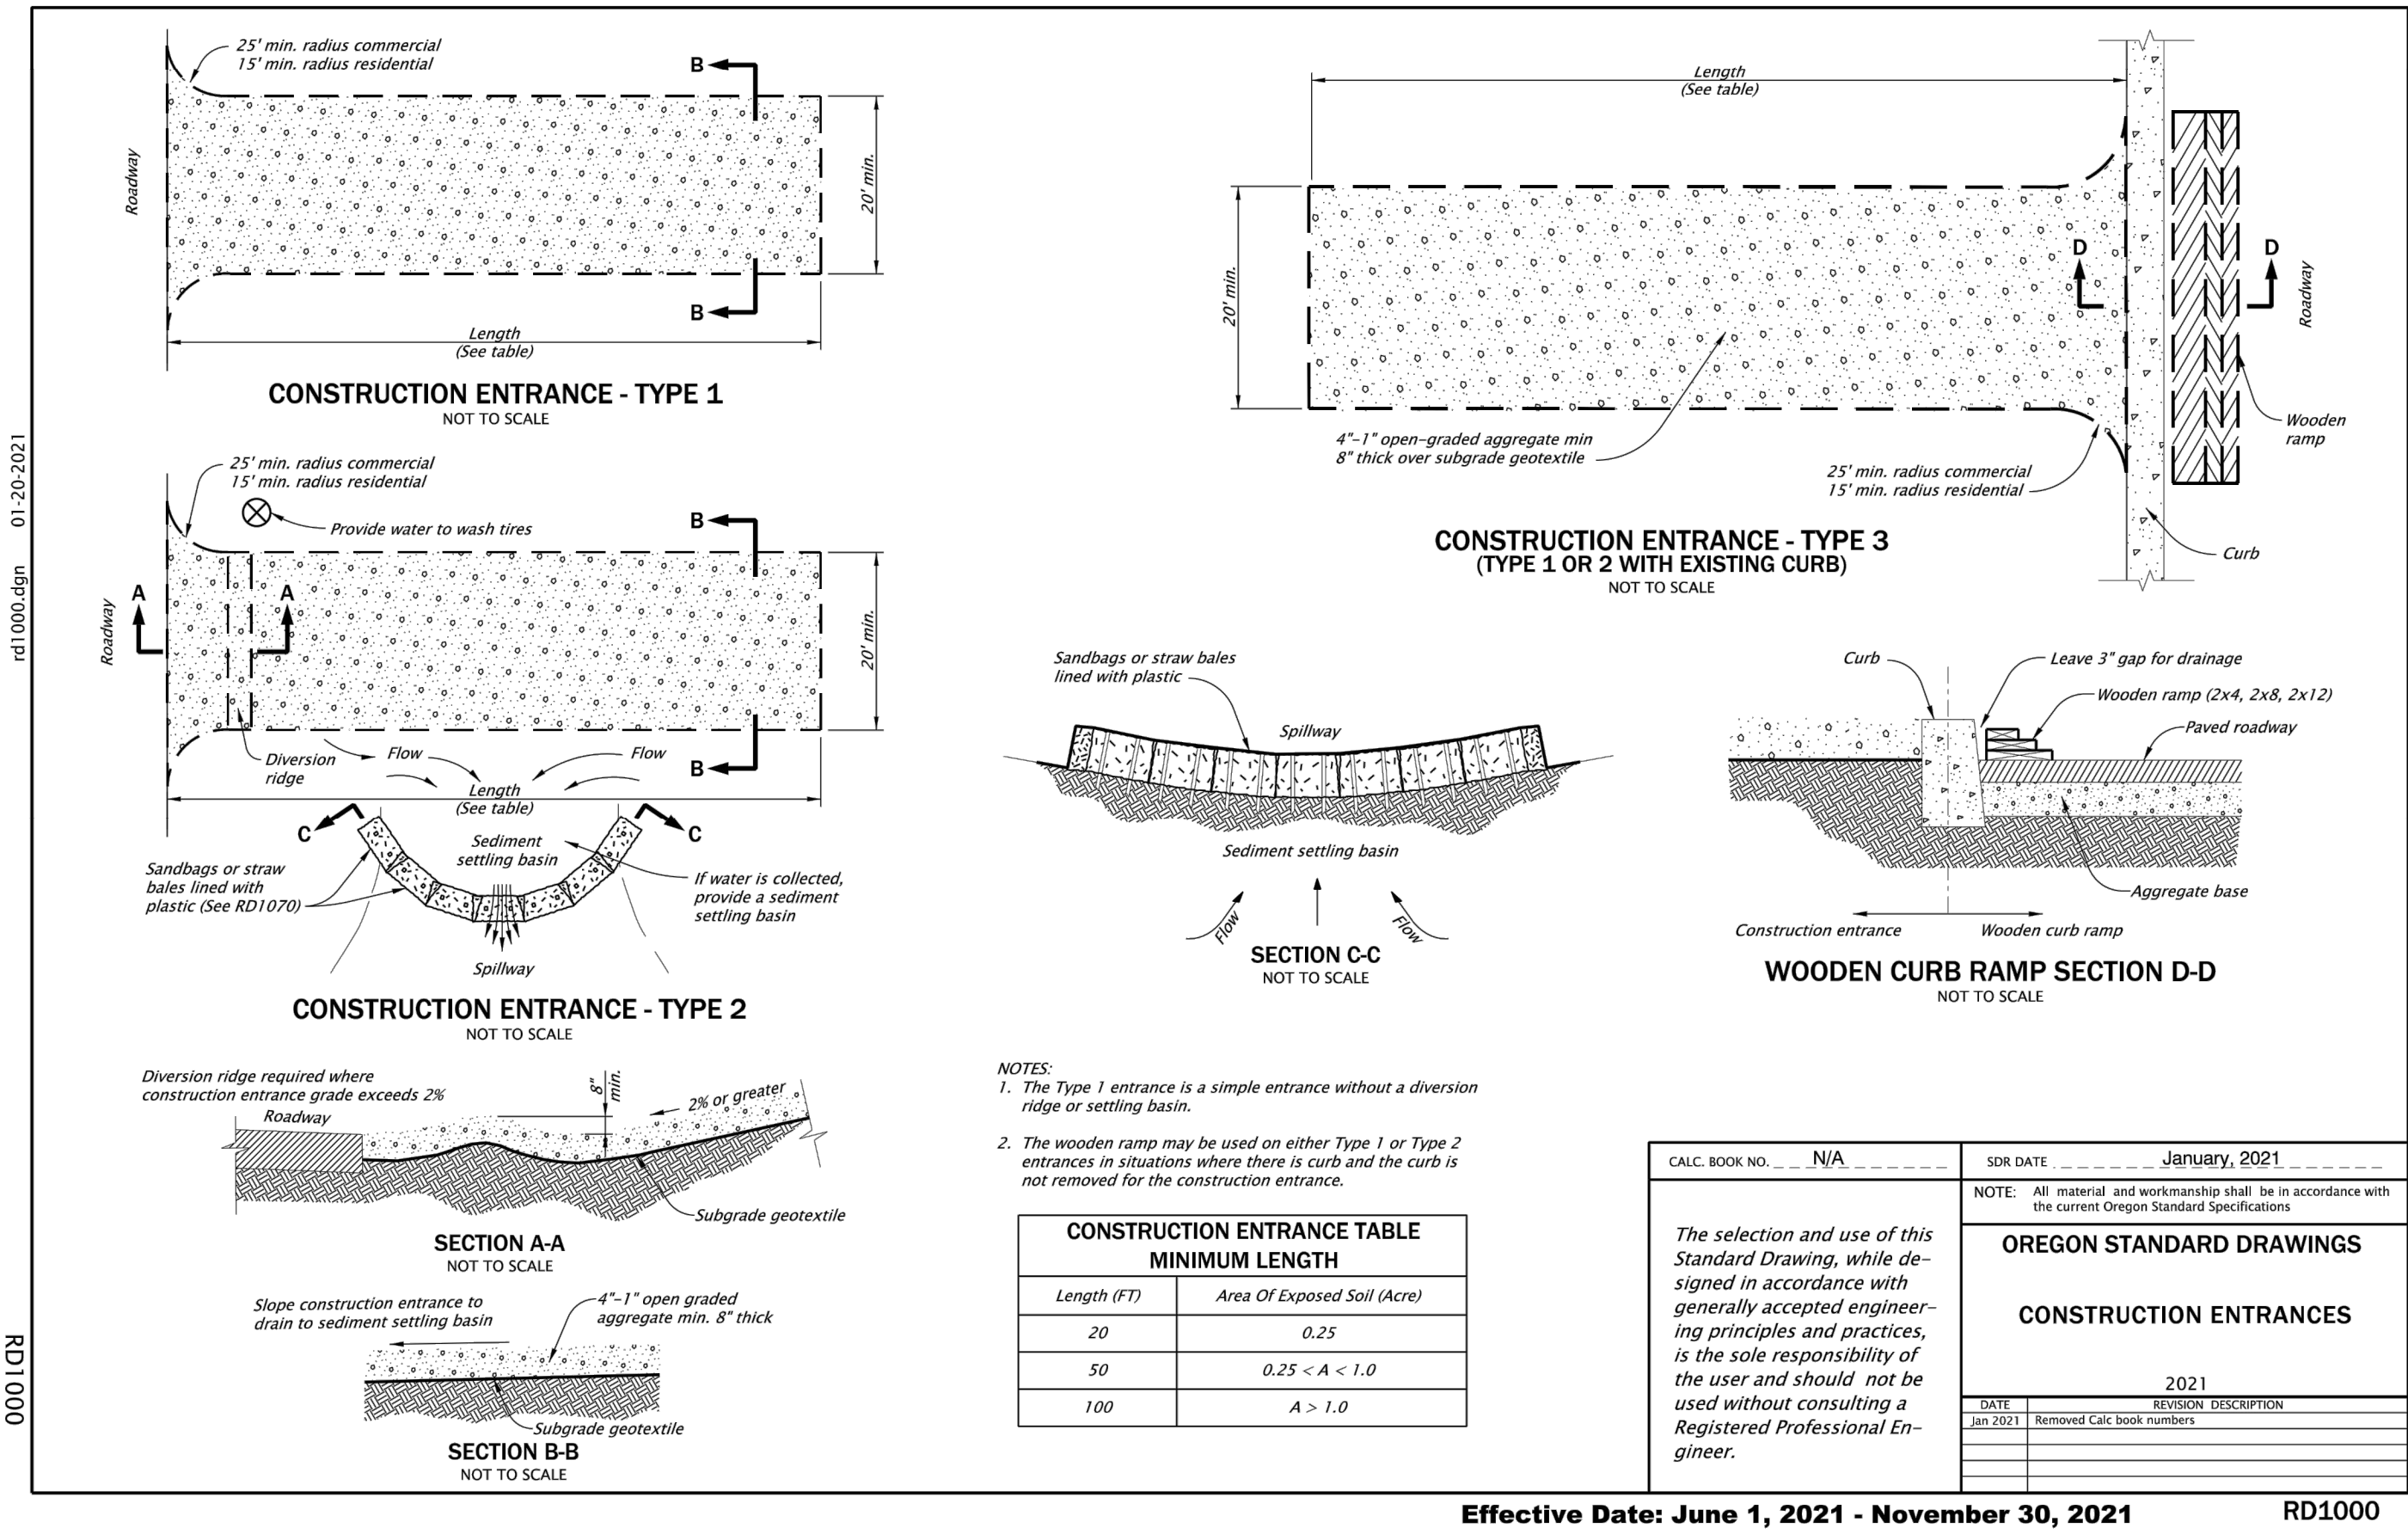 25' min. radius commercial
15' min. radius residential
B
Roadway
20' min.
B
Length
(See table)
CONSTRUCTION ENTRANCE - TYPE 1
NOT TO SCALE
25' min. radius commercial
15' min. radius residential
Provide water to wash tires
B
A
A
Roadway
20' min.
Diversion
ridge
Flow
Flow
B
Length
(See table)
C
C
Sediment
settling basin
Sandbags or straw
bales lined with
plastic (See RD1070)
If water is collected,
provide a sediment
settling basin
Spillway
CONSTRUCTION ENTRANCE - TYPE 2
NOT TO SCALE
Diversion ridge required where
construction entrance grade exceeds 2%
Roadway
8"
min.
2% or greater
Subgrade geotextile
SECTION A-A
NOT TO SCALE
Slope construction entrance to
drain to sediment settling basin
4"-1" open graded
aggregate min. 8" thick
Subgrade geotextile
SECTION B-B
NOT TO SCALE
Length
(See table)
20' min.
D
D
Roadway
4"-1" open-graded aggregate min
8" thick over subgrade geotextile
25' min. radius commercial
15' min. radius residential
Wooden
ramp
Curb
CONSTRUCTION ENTRANCE - TYPE 3
(TYPE 1 OR 2 WITH EXISTING CURB)
NOT TO SCALE
Sandbags or straw bales
lined with plastic
Spillway
Sediment settling basin
Flow
Flow
SECTION C-C
NOT TO SCALE
Curb
Leave 3" gap for drainage
Wooden ramp (2x4, 2x8, 2x12)
Paved roadway
Aggregate base
Construction entrance
Wooden curb ramp
WOODEN CURB RAMP SECTION D-D
NOT TO SCALE
NOTES:
1. The Type 1 entrance is a simple entrance without a diversion
ridge or settling basin.
2. The wooden ramp may be used on either Type 1 or Type 2
entrances in situations where there is curb and the curb is
not removed for the construction entrance.
CONSTRUCTION ENTRANCE TABLE
MINIMUM LENGTH
Length (FT) Area Of Exposed Soil (Acre)
20 0.25
50 0.25 < A < 1.0
100 A > 1.0
CALC. BOOK NO. N/A
SDR DATE January, 2021
NOTE: All material and workmanship shall be in accordance with
the current Oregon Standard Specifications
The selection and use of this
Standard Drawing, while de-
signed in accordance with
generally accepted engineer-
ing principles and practices,
is the sole responsibility of
the user and should not be
used without consulting a
Registered Professional En-
gineer.
OREGON STANDARD DRAWINGS
CONSTRUCTION ENTRANCES
2021
DATE REVISION DESCRIPTION
Jan 2021 Removed Calc book numbers
Effective Date: June 1, 2021 - November 30, 2021
RD1000
rd1000.dgn 01-20-2021
RD1000